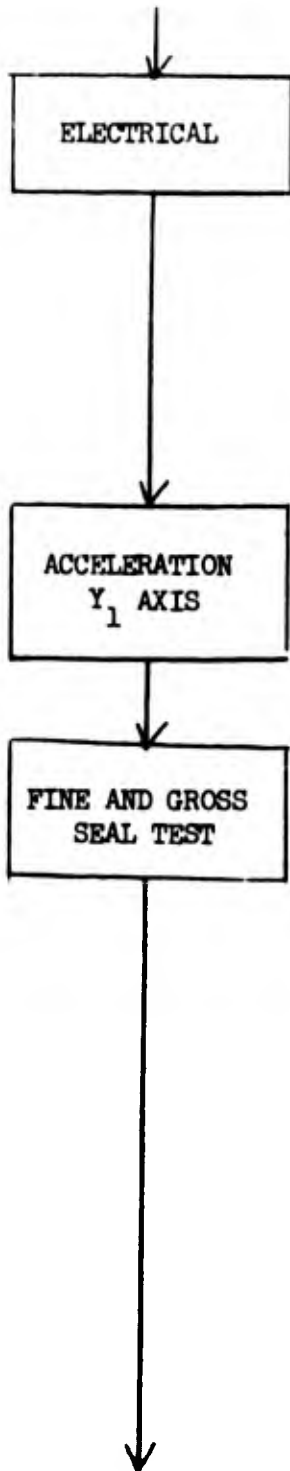 ELECTRICAL
ACCELERATION
Y₁ AXIS
FINE AND GROSS
SEAL TEST